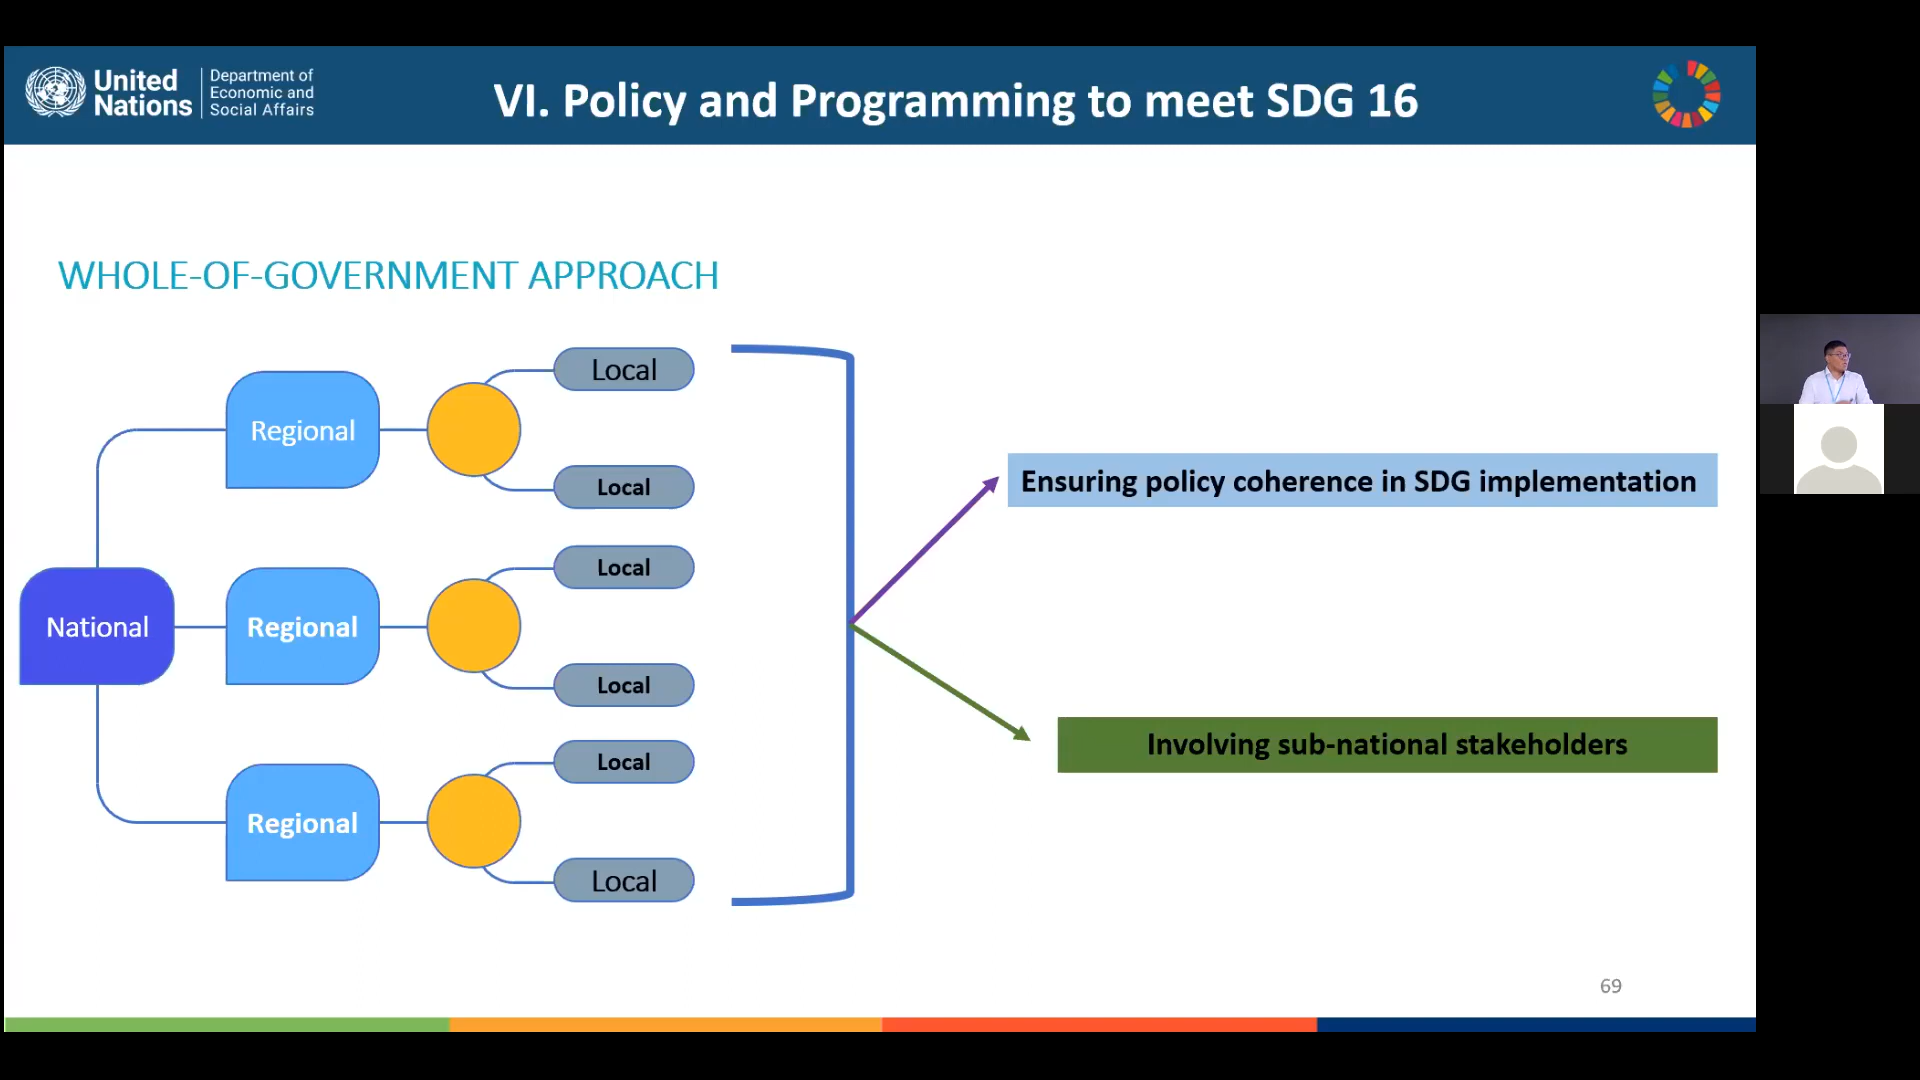 United
Nations
Department of
Economic and
Social Affairs
VI. Policy and Programming to meet SDG 16
WHOLE-OF-GOVERNMENT APPROACH
Local
Regional
Local
Ensuring policy coherence in SDG implementation
Local
National
Regional
Local
Involving sub-national stakeholders
Local
Regional
Local
69